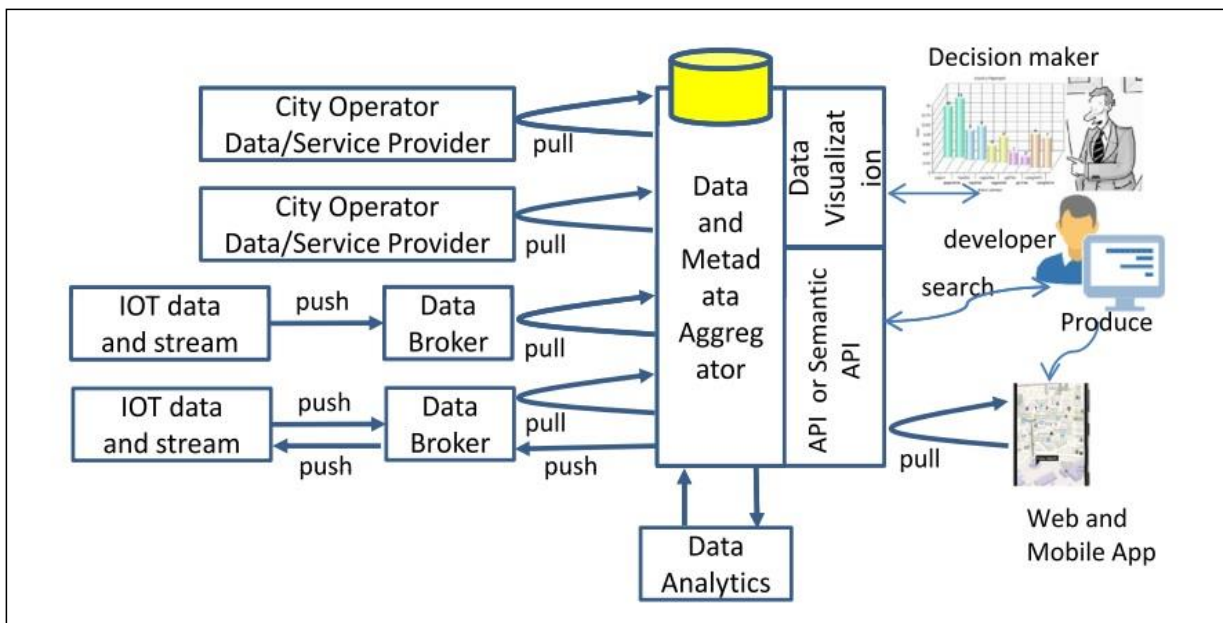 City Operator
Data/Service Provider
pull
City Operator
Data/Service Provider
pull
IOT data
and stream
push
Data
Broker
pull
IOT data
and stream
push
push
Data
Broker
pull
push
Data
and
Metad
ata
Aggreg
ator
Data
Visualizat
ion
API or Semantic
API
Data
Analytics
Decision maker
developer
search
Produce
pull
Web and
Mobile App